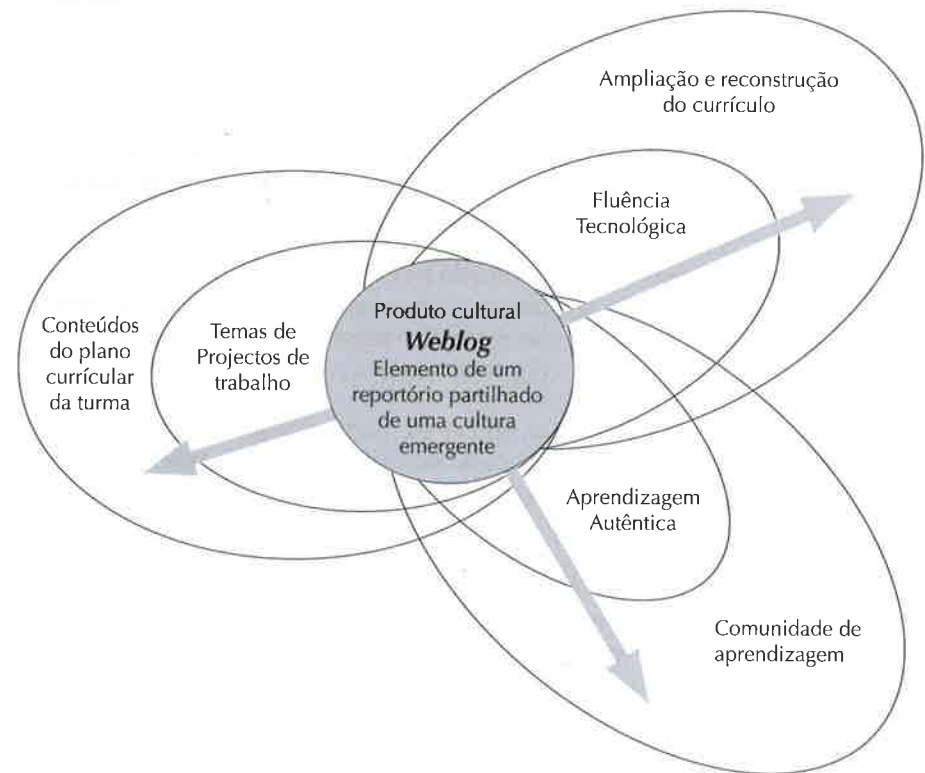 Ampliação e reconstrução
do currículo
Fluência
Tecnológica
Produto cultural
Weblog
Elemento de um
reportório partilhado
de uma cultura
emergente
Conteúdos
do plano
currícular
da turma
Temas de
Projectos de
trabalho
Aprendizagem
Autêntica
Comunidade de
aprendizagem